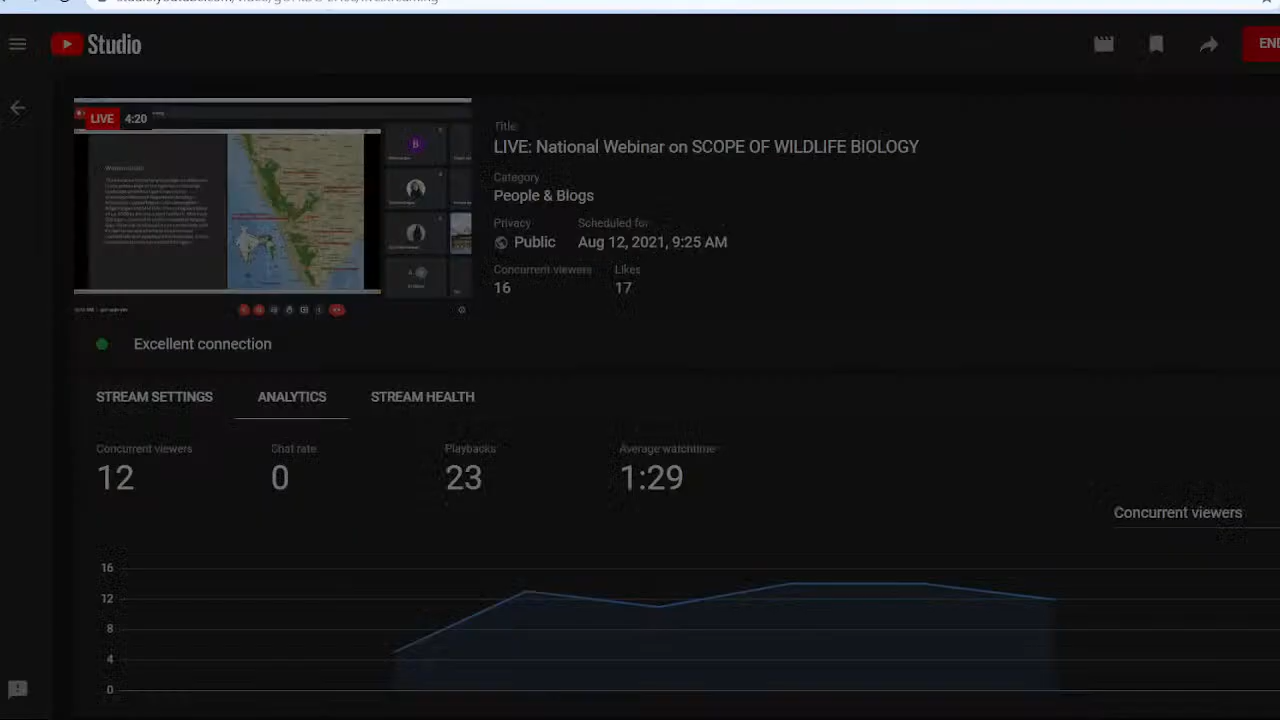 Studio
END
LIVE 4:20
Title
LIVE: National Webinar on SCOPE OF WILDLIFE BIOLOGY
Category
People & Blogs
Privacy
Scheduled for
Public
Aug 12, 2021, 9:25 AM
Concurrent viewers
Likes
16
17
Excellent connection
STREAM SETTINGS
ANALYTICS
STREAM HEALTH
Concurrent viewers
Chat rate
Playbacks
Average watchtime
12
0
23
1:29
Concurrent viewers
16
12
8
4
0